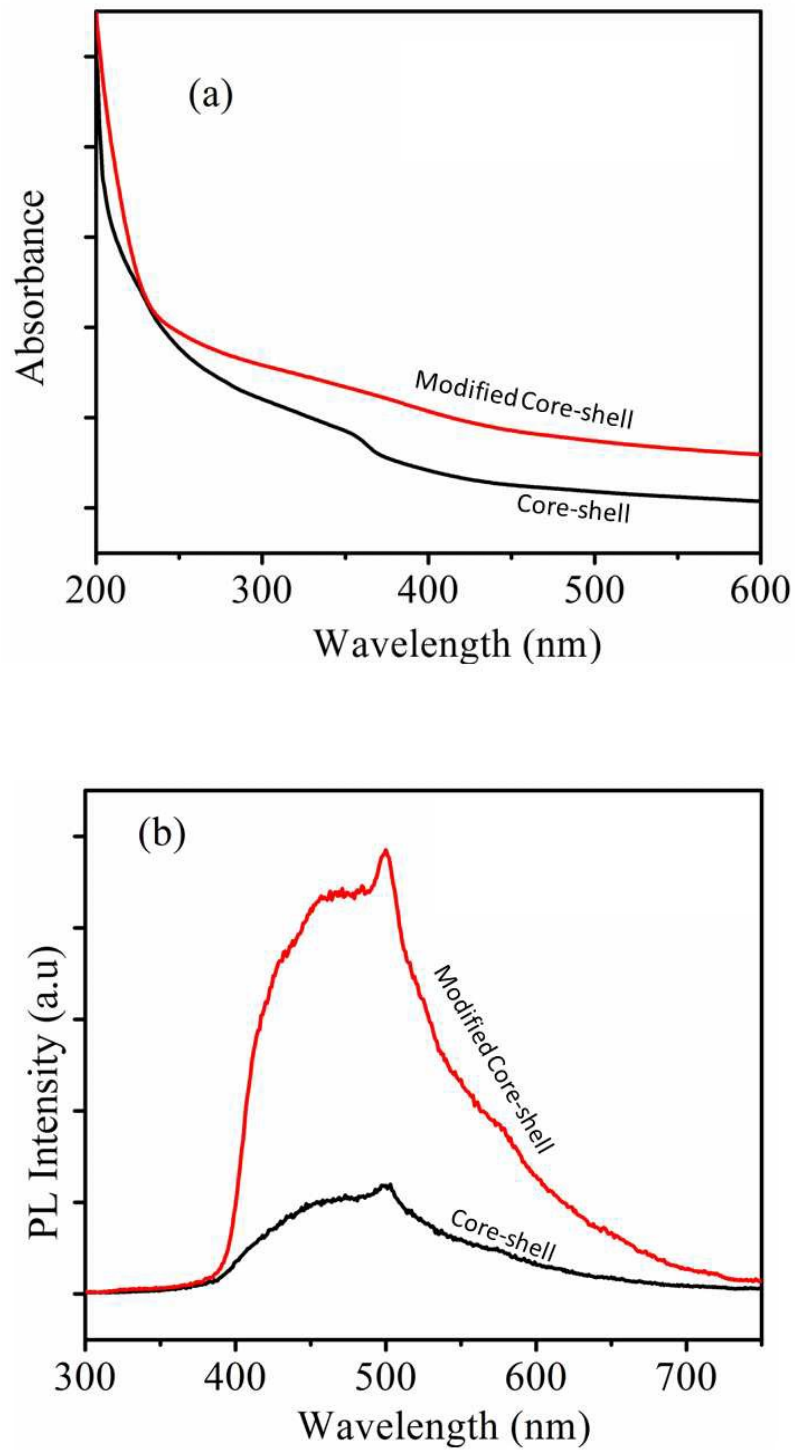 (a)
Absorbance
Modified Core-shell
Core-shell
200 300 400 500 600
Wavelength (nm)
(b)
PL Intensity (a.u)
Modified Core-shell
Core-shell
300 400 500 600 700
Wavelength (nm)